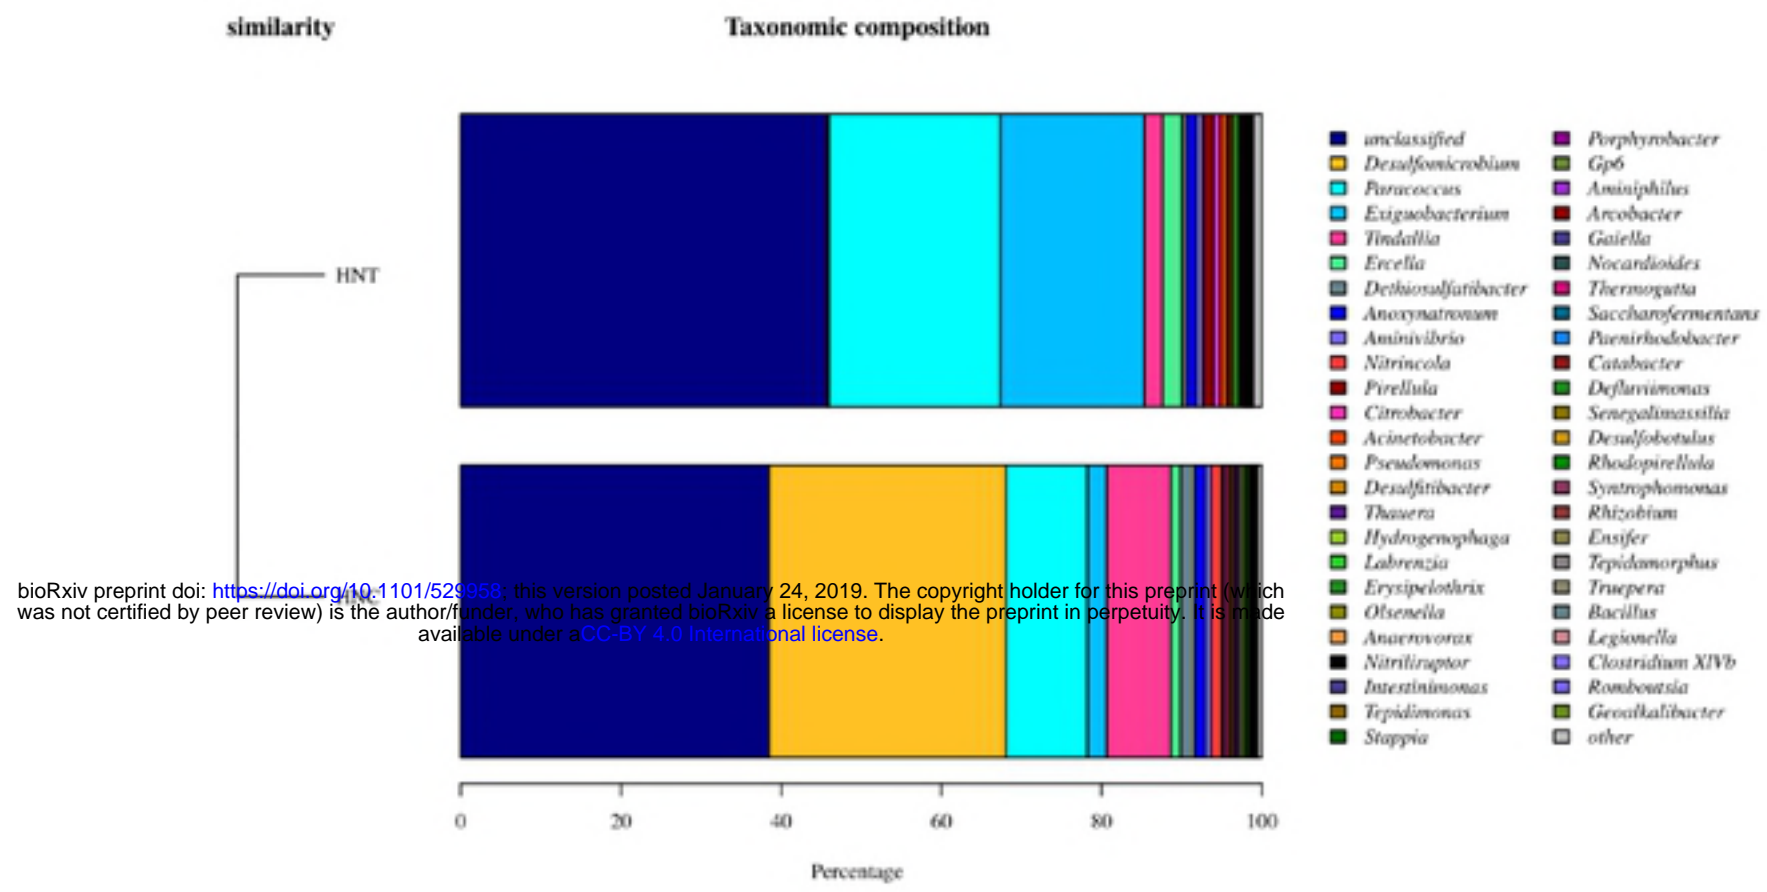 similarity
Taxonomic composition
HNT
HNC
unclassified
Desulfomicrobium
Paracoccus
Exiguobacterium
Tindallia
Ercella
Dethiosulfatibacter
Anoxynatronum
Aminivibrio
Nitrincola
Pirellula
Citrobacter
Acinetobacter
Pseudomonas
Desulfitibacter
Thauera
Hydrogenophaga
Labrenzia
Erysipelothrix
Olsenella
Anaerovorax
Nitriliruptor
Intestinimonas
Tepidimonas
Stappia
Porphyrobacter
Gp6
Aminiphilus
Arcobacter
Gaiella
Nocardioides
Thermogutta
Saccharofermentans
Paenirhodobacter
Catabacter
Defluviimonas
Senegalimassilia
Desulfobotulus
Rhodopirellula
Syntrophomonas
Rhizobium
Ensifer
Tepidamorphus
Truepera
Bacillus
Legionella
Clostridium XIVb
Romboutsia
Geoalkalibacter
other
bioRxiv preprint doi: https://doi.org/10.1101/529958; this version posted January 24, 2019. The copyright holder for this preprint (which
was not certified by peer review) is the author/funder, who has granted bioRxiv a license to display the preprint in perpetuity. It is made
available under aCC-BY 4.0 International license.
0 20 40 60 80 100
Percentage